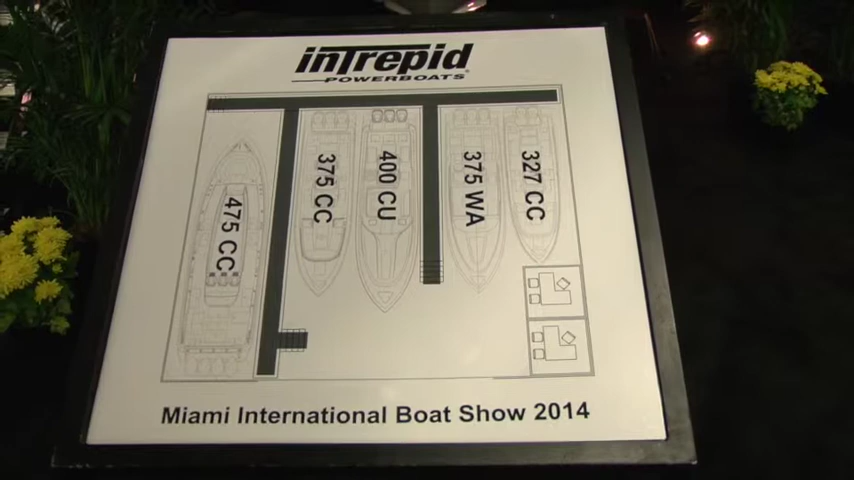 inTrepid
POWERBOATS
475 CC
375 CC
400 CU
375 WA
327 CC
Miami International Boat Show 2014